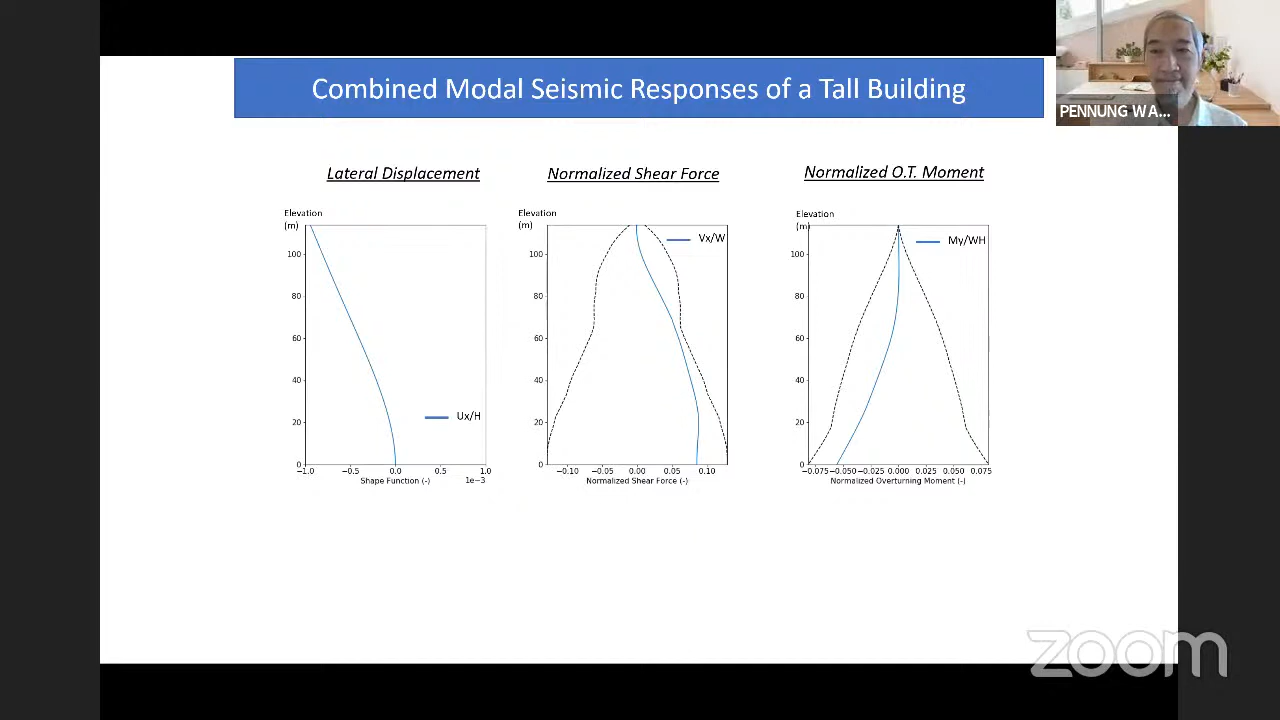 Combined Modal Seismic Responses of a Tall Building
PENNUNG WA...
Lateral Displacement
Elevation
(m)
100
80
60
40
20
0
Ux/H
−1.0 −0.5 0.0 0.5 1.0
Shape Function (-)
1e−3
Normalized Shear Force
Elevation
(m)
Vx/W
100
80
60
40
20
0
−0.10 −0.05 0.00 0.05 0.10
Normalized Shear Force (-)
Normalized O.T. Moment
Elevation
(m)
My/WH
100
80
60
40
20
0
−0.075 −0.050 −0.025 0.000 0.025 0.050 0.075
Normalized Overturning Moment (-)
zoom